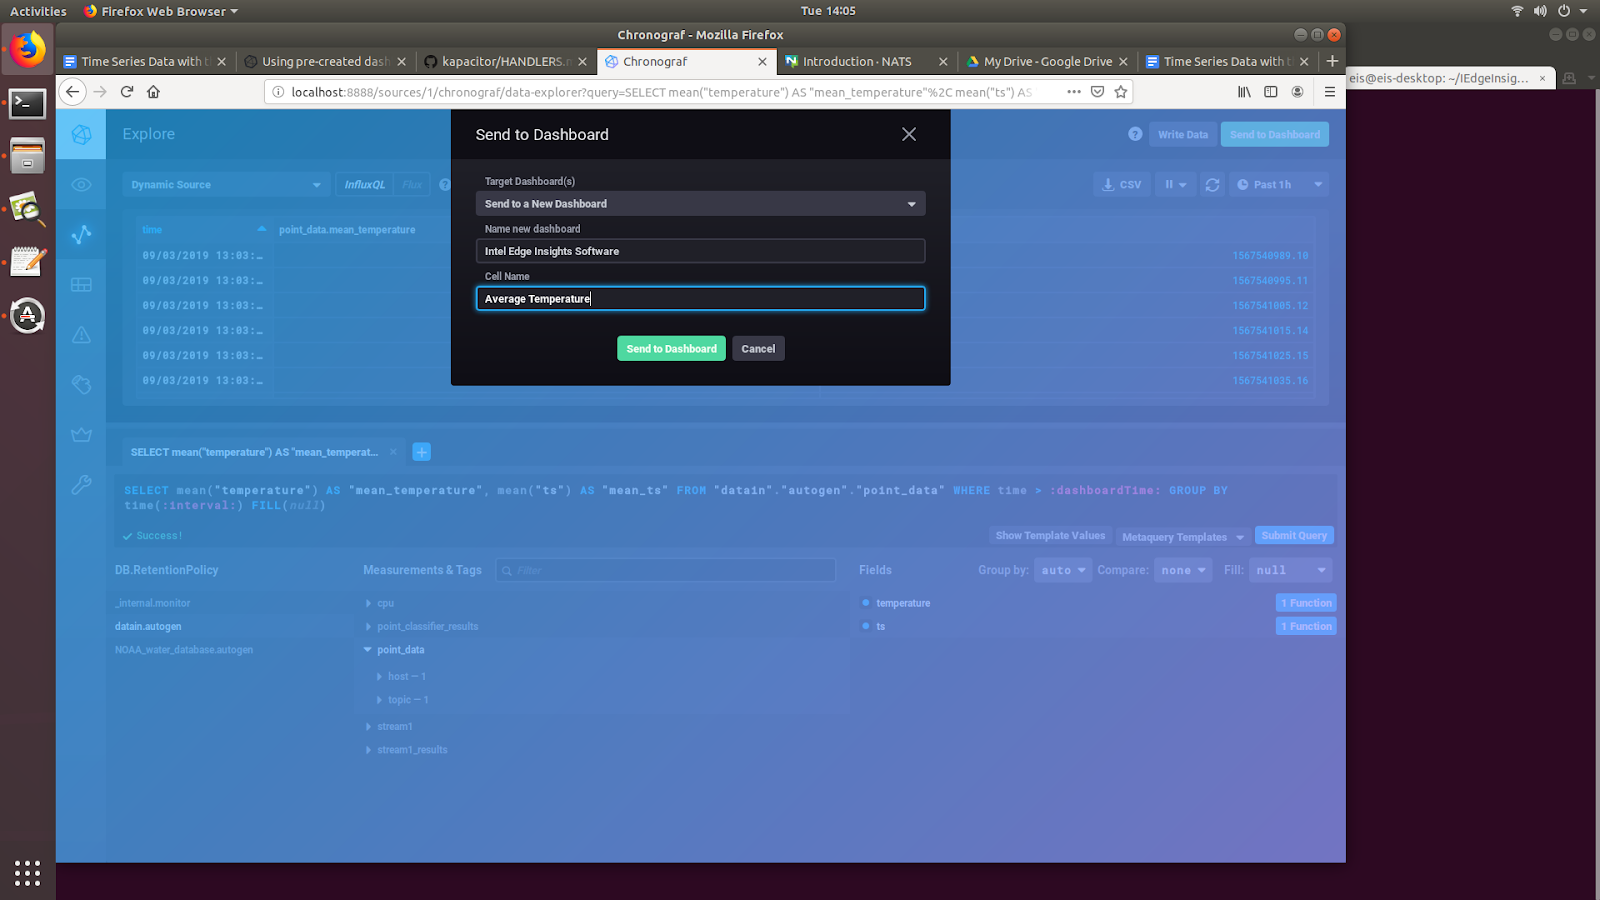 Activities
Firefox Web Browser
Tue 14:05
Chronograf - Mozilla Firefox
Time Series Data with t
Using pre-created dash
kapacitor/HANDLERS.m
Chronograf
Introduction · NATS
My Drive - Google Drive
Time Series Data with t
eis@eis-desktop: ~/IEdgeInsig...
localhost:8888/sources/1/chronograf/data-explorer?query=SELECT mean("temperature") AS "mean_temperature"%2C mean("ts") AS
Explore
Send to Dashboard
Write Data
Send to Dashboard
Dynamic Source
InfluxQL
Flux
CSV
Past 1h
Target Dashboard(s)
Send to a New Dashboard
Name new dashboard
Intel Edge Insights Software
Cell Name
Average Temperature
Send to Dashboard
Cancel
time
point_data.mean_temperature
09/03/2019 13:03:…
1567540989.10
09/03/2019 13:03:…
1567540995.11
09/03/2019 13:03:…
1567541005.12
09/03/2019 13:03:…
1567541015.14
09/03/2019 13:03:…
1567541025.15
09/03/2019 13:03:…
1567541035.16
SELECT mean("temperature") AS "mean_temperat...
SELECT mean("temperature") AS "mean_temperature", mean("ts") AS "mean_ts" FROM "datain"."autogen"."point_data" WHERE time > :dashboardTime: GROUP BY
time(:interval:) FILL(null)
Success!
Show Template Values
Metaquery Templates
Submit Query
DB.RetentionPolicy
Measurements & Tags
Filter
Fields
Group by:
auto
Compare:
none
Fill:
null
_internal.monitor
cpu
temperature
1 Function
datain.autogen
point_classifier_results
ts
1 Function
NOAA_water_database.autogen
point_data
host — 1
topic — 1
stream1
stream1_results